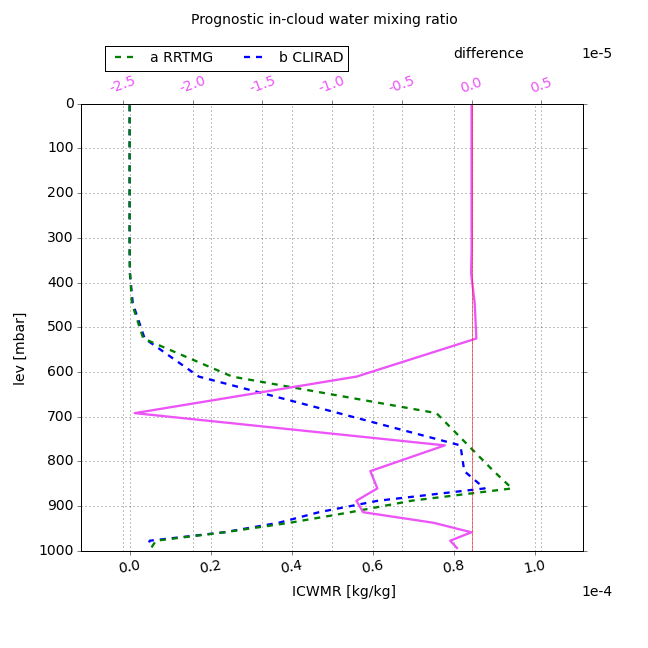 Prognostic in-cloud water mixing ratio
a RRTMG b CLIRAD
difference 1e-5
-2.5 -2.0 -1.5 -1.0 -0.5 0.0 0.5
0
100
200
300
400
500
600
700
800
900
1000
lev [mbar]
0.0 0.2 0.4 0.6 0.8 1.0
ICWMR [kg/kg]
1e-4